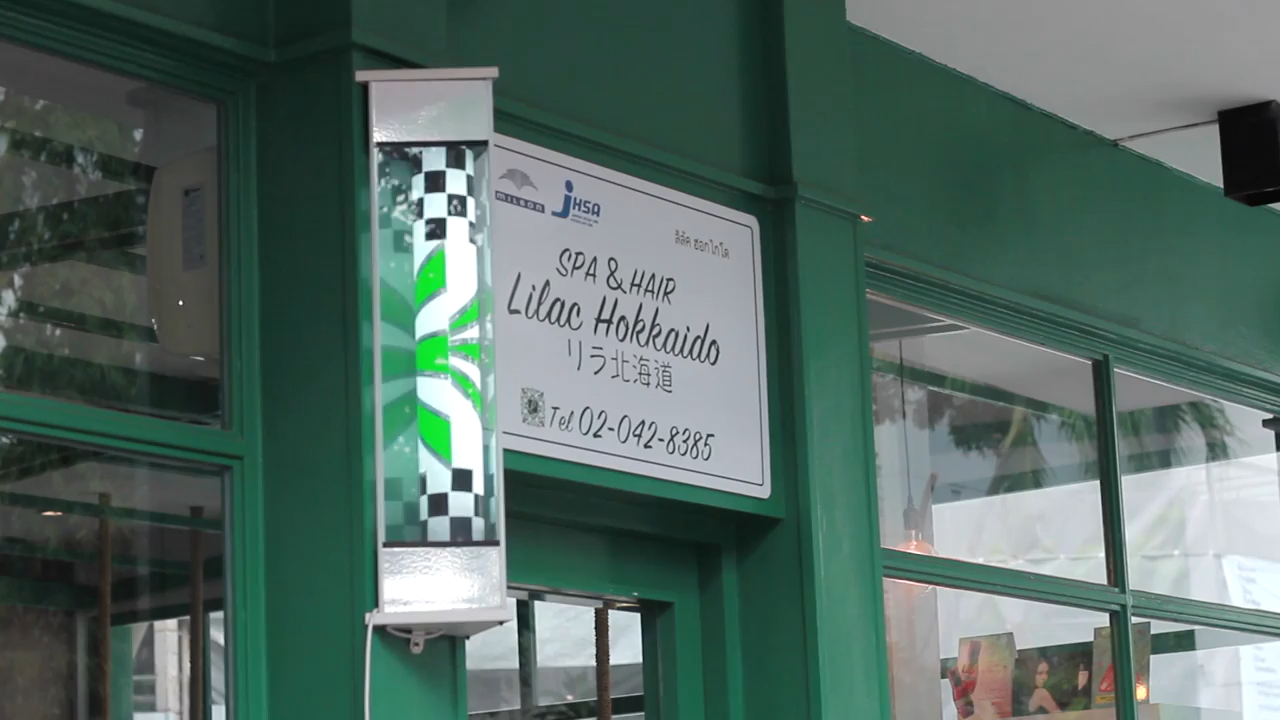 MILBON
JHSA
ลิลัค ฮอกไกโด
SPA & HAIR
Lilac Hokkaido
リラ北海道
Tel 02-042-8385